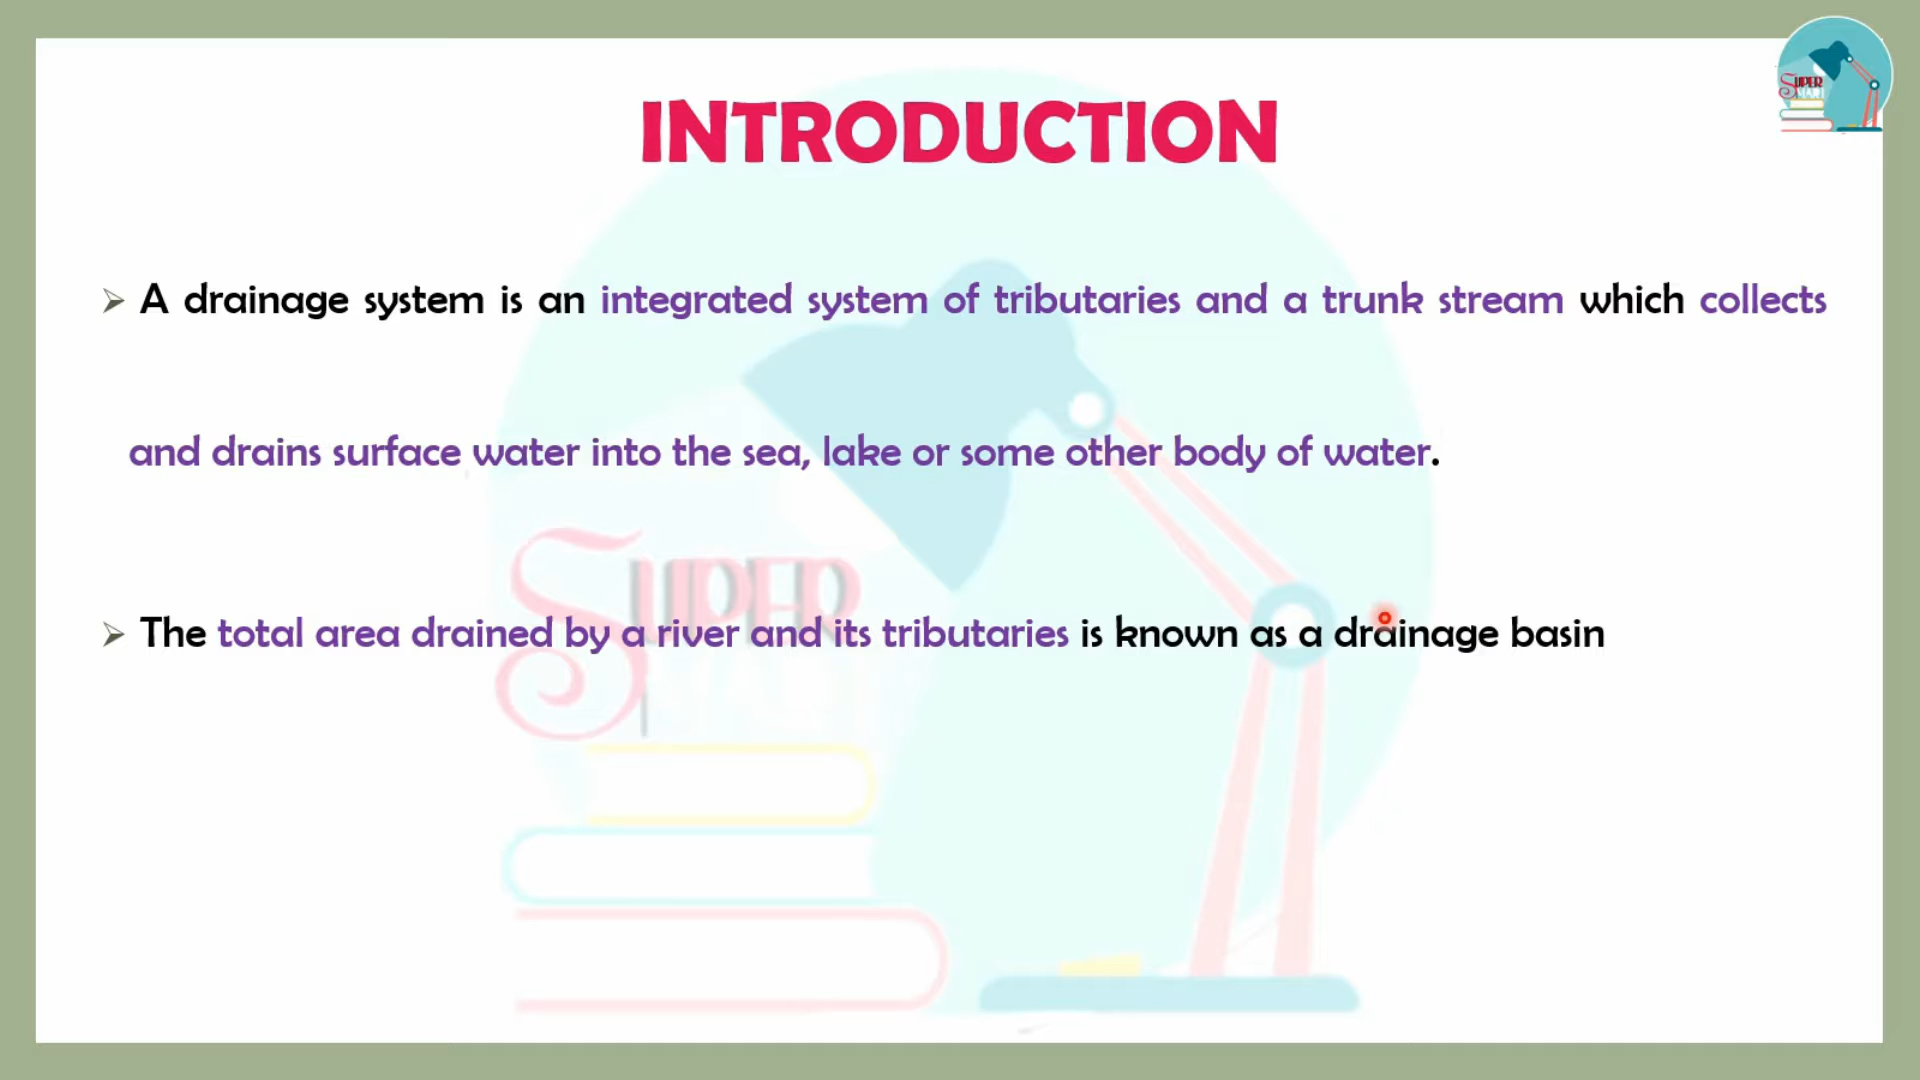 INTRODUCTION
SUPER
➢ A drainage system is an integrated system of tributaries and a trunk stream which collects
and drains surface water into the sea, lake or some other body of water.
SUPER
➢ The total area drained by a river and its tributaries is known as a drainage basin